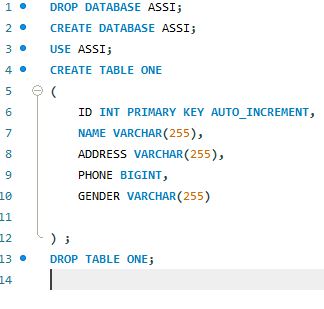 1 DROP DATABASE ASSI;
2 CREATE DATABASE ASSI;
3 USE ASSI;
4 CREATE TABLE ONE
5 (
6 ID INT PRIMARY KEY AUTO_INCREMENT,
7 NAME VARCHAR(255),
8 ADDRESS VARCHAR(255),
9 PHONE BIGINT,
10 GENDER VARCHAR(255)
11
12 ) ;
13 DROP TABLE ONE;
14